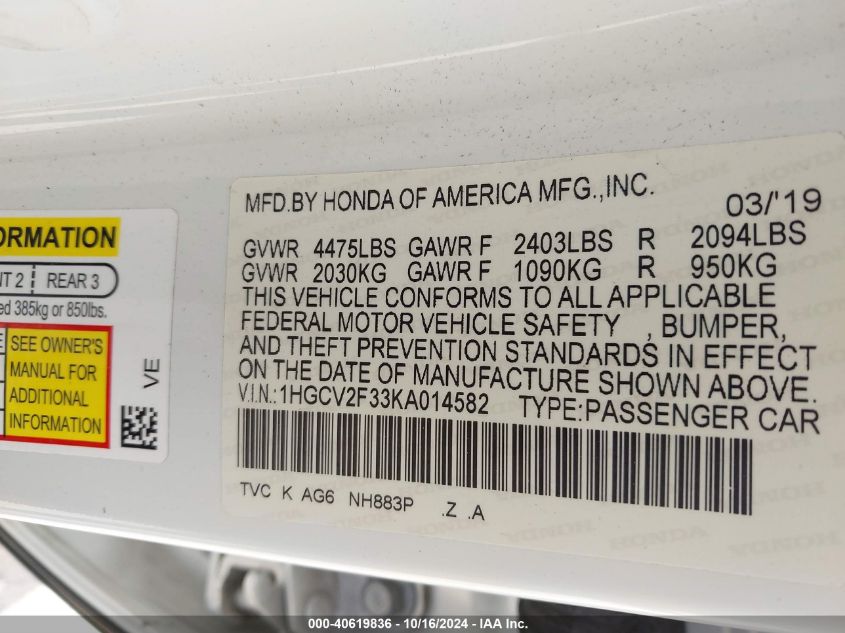 ORMATION
NT 2 REAR 3
ed 385kg or 850lbs.
SEE OWNER'S
MANUAL FOR
ADDITIONAL
INFORMATION
VE
MFD.BY HONDA OF AMERICA MFG.,INC.
03/'19
GVWR 4475LBS GAWR F 2403LBS R 2094LBS
GVWR 2030KG GAWR F 1090KG R 950KG
THIS VEHICLE CONFORMS TO ALL APPLICABLE
FEDERAL MOTOR VEHICLE SAFETY , BUMPER,
AND THEFT PREVENTION STANDARDS IN EFFECT
ON THE DATE OF MANUFACTURE SHOWN ABOVE.
V.I.N.:1HGCV2F33KA014582 TYPE:PASSENGER CAR
TVC K AG6 NH883P .Z .A
000-40619836 - 10/16/2024 - IAA Inc.